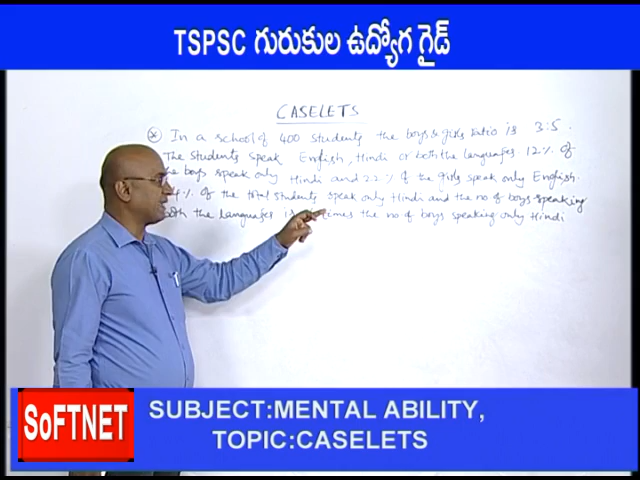 TSPSC గురుకుల ఉద్యోగ గైడ్
CASELETS
In a school of 400 students the boys & girls ratio is 3:5.
The students speak English, Hindi or both the languages 12% of
the boys speak only Hindi and 22% of the girls speak only English.
4% of the total students speak only Hindi and the no of boys speaking
both the languages is times the no of boys speaking only Hindi
SoFTNET
SUBJECT:MENTAL ABILITY,
TOPIC:CASELETS